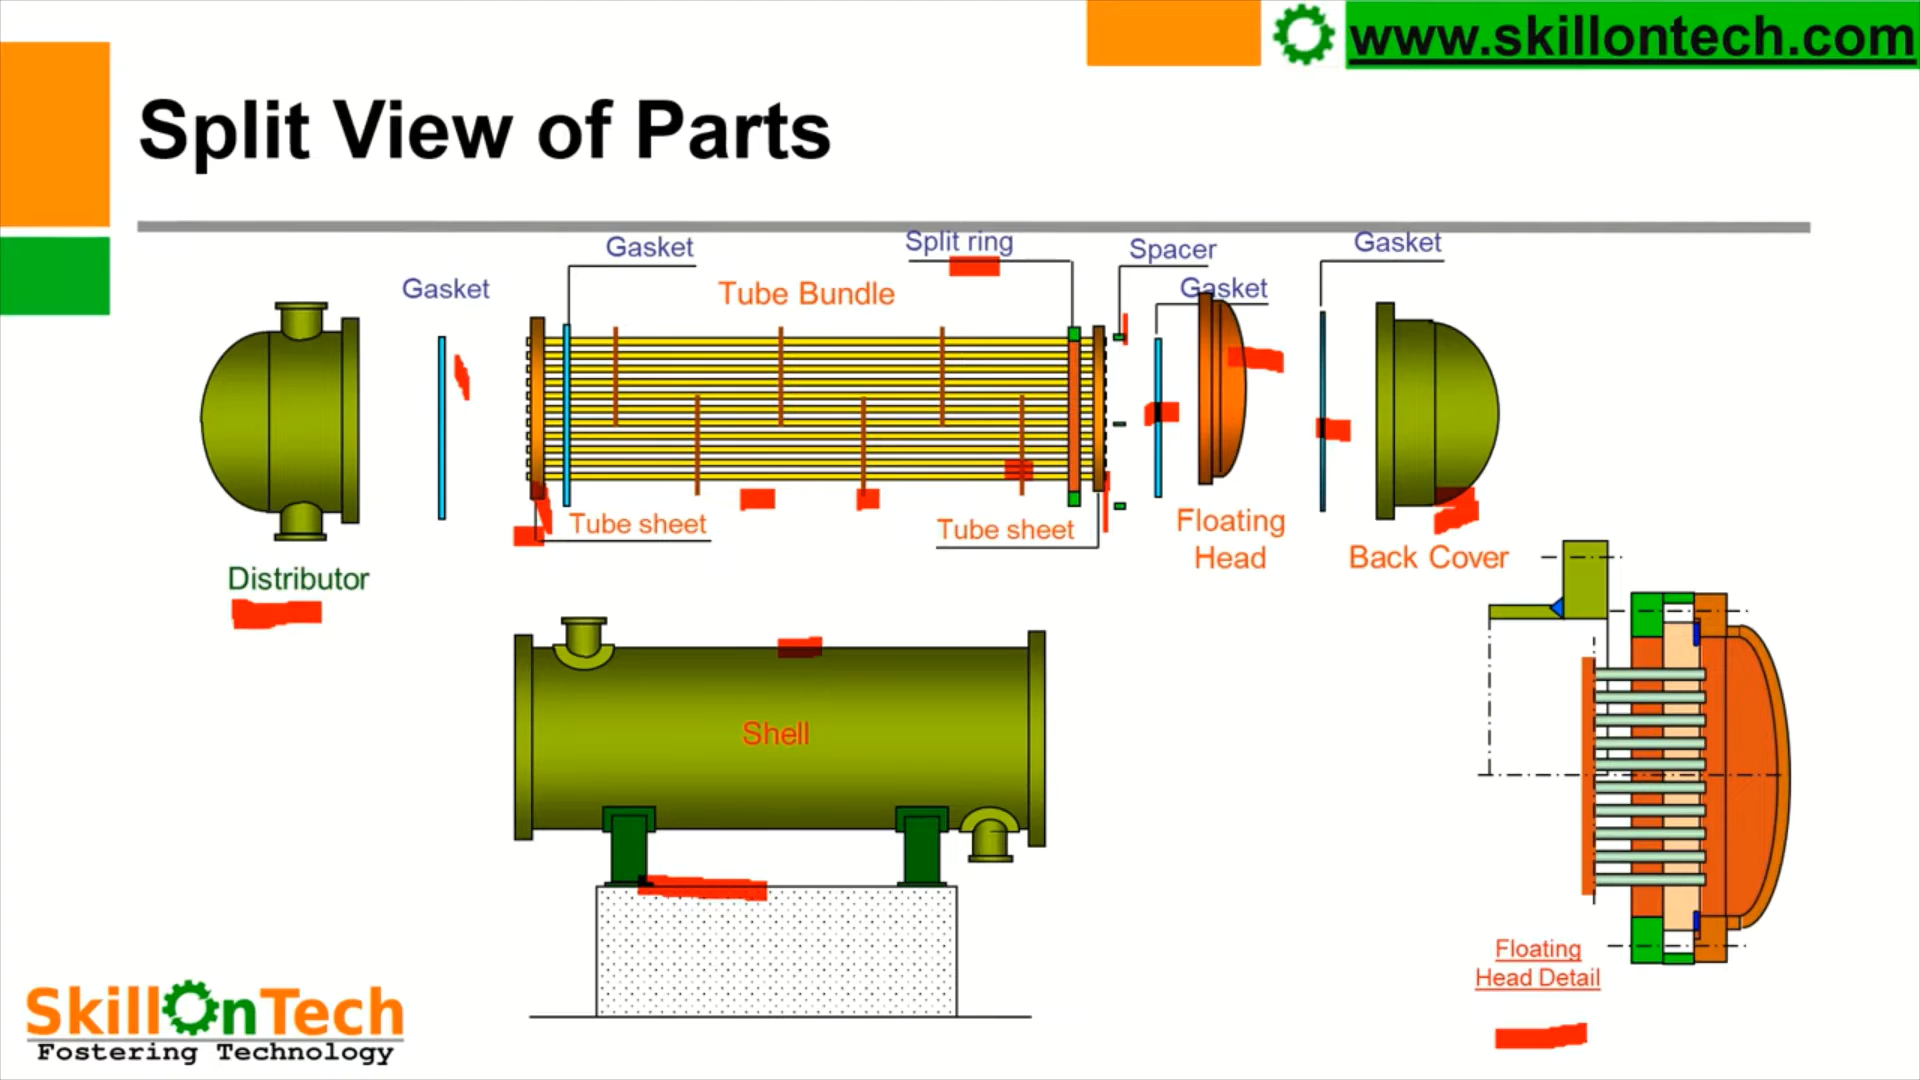 www.skillontech.com
Split View of Parts
Gasket
Gasket
Tube Bundle
Split ring
Spacer
Gasket
Gasket
Tube sheet
Tube sheet
Floating
Head
Back Cover
Distributor
Shell
Floating
Head Detail
SkillOnTech
Fostering Technology